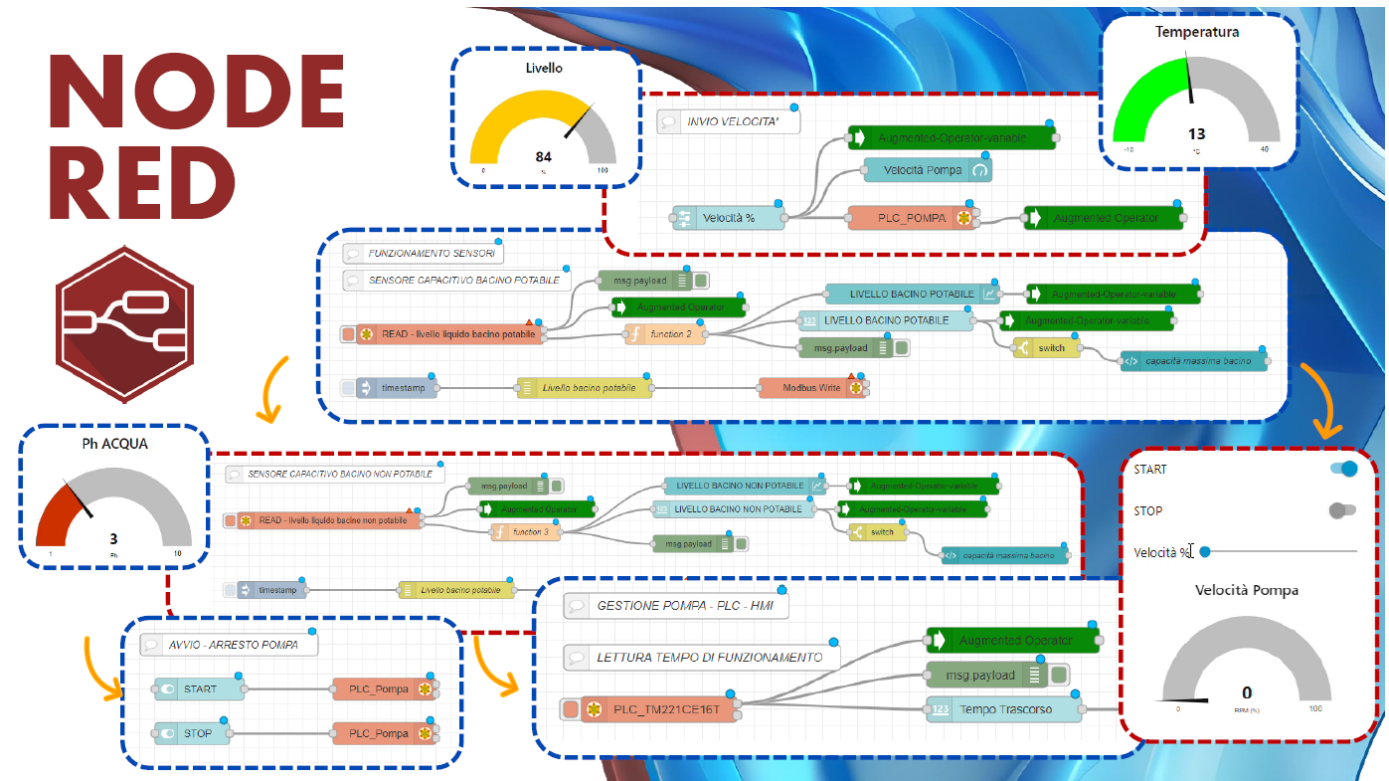 NODE
RED
Livello
84
%
0
100
Temperatura
13
°C
-10
40
INVIO VELOCITA'
Augmented-Operator-variable
Velocità Pompa
Velocità %
PLC_POMPA
Augmented Operator
FUNZIONAMENTO SENSORI
SENSORE CAPACITIVO BACINO POTABILE
msg.payload
Augmented Operator
READ - livello liquido bacino potabile
function 2
LIVELLO BACINO POTABILE
Augmented-Operator-variable
LIVELLO BACINO POTABILE
Augmented-Operator-variable
msg.payload
switch
capacità massima bacino
timestamp
Livello bacino potabile
Modbus Write
Ph ACQUA
3
Ph
1
10
SENSORE CAPACITIVO BACINO NON POTABILE
msg.payload
Augmented Operator
READ - livello liquido bacino non potabile
function 3
LIVELLO BACINO NON POTABILE
Augmented-Operator-variable
LIVELLO BACINO NON POTABILE
Augmented-Operator-variable
msg.payload
switch
capacità massima bacino
timestamp
Livello bacino potabile
AVVIO - ARRESTO POMPA
START
PLC_Pompa
STOP
PLC_Pompa
GESTIONE POMPA - PLC - HMI
LETTURA TEMPO DI FUNZIONAMENTO
Augmented Operator
msg.payload
PLC_TM221CE16T
Tempo Trascorso
START
STOP
Velocità %
Velocità Pompa
0
RPM (%)
0
100